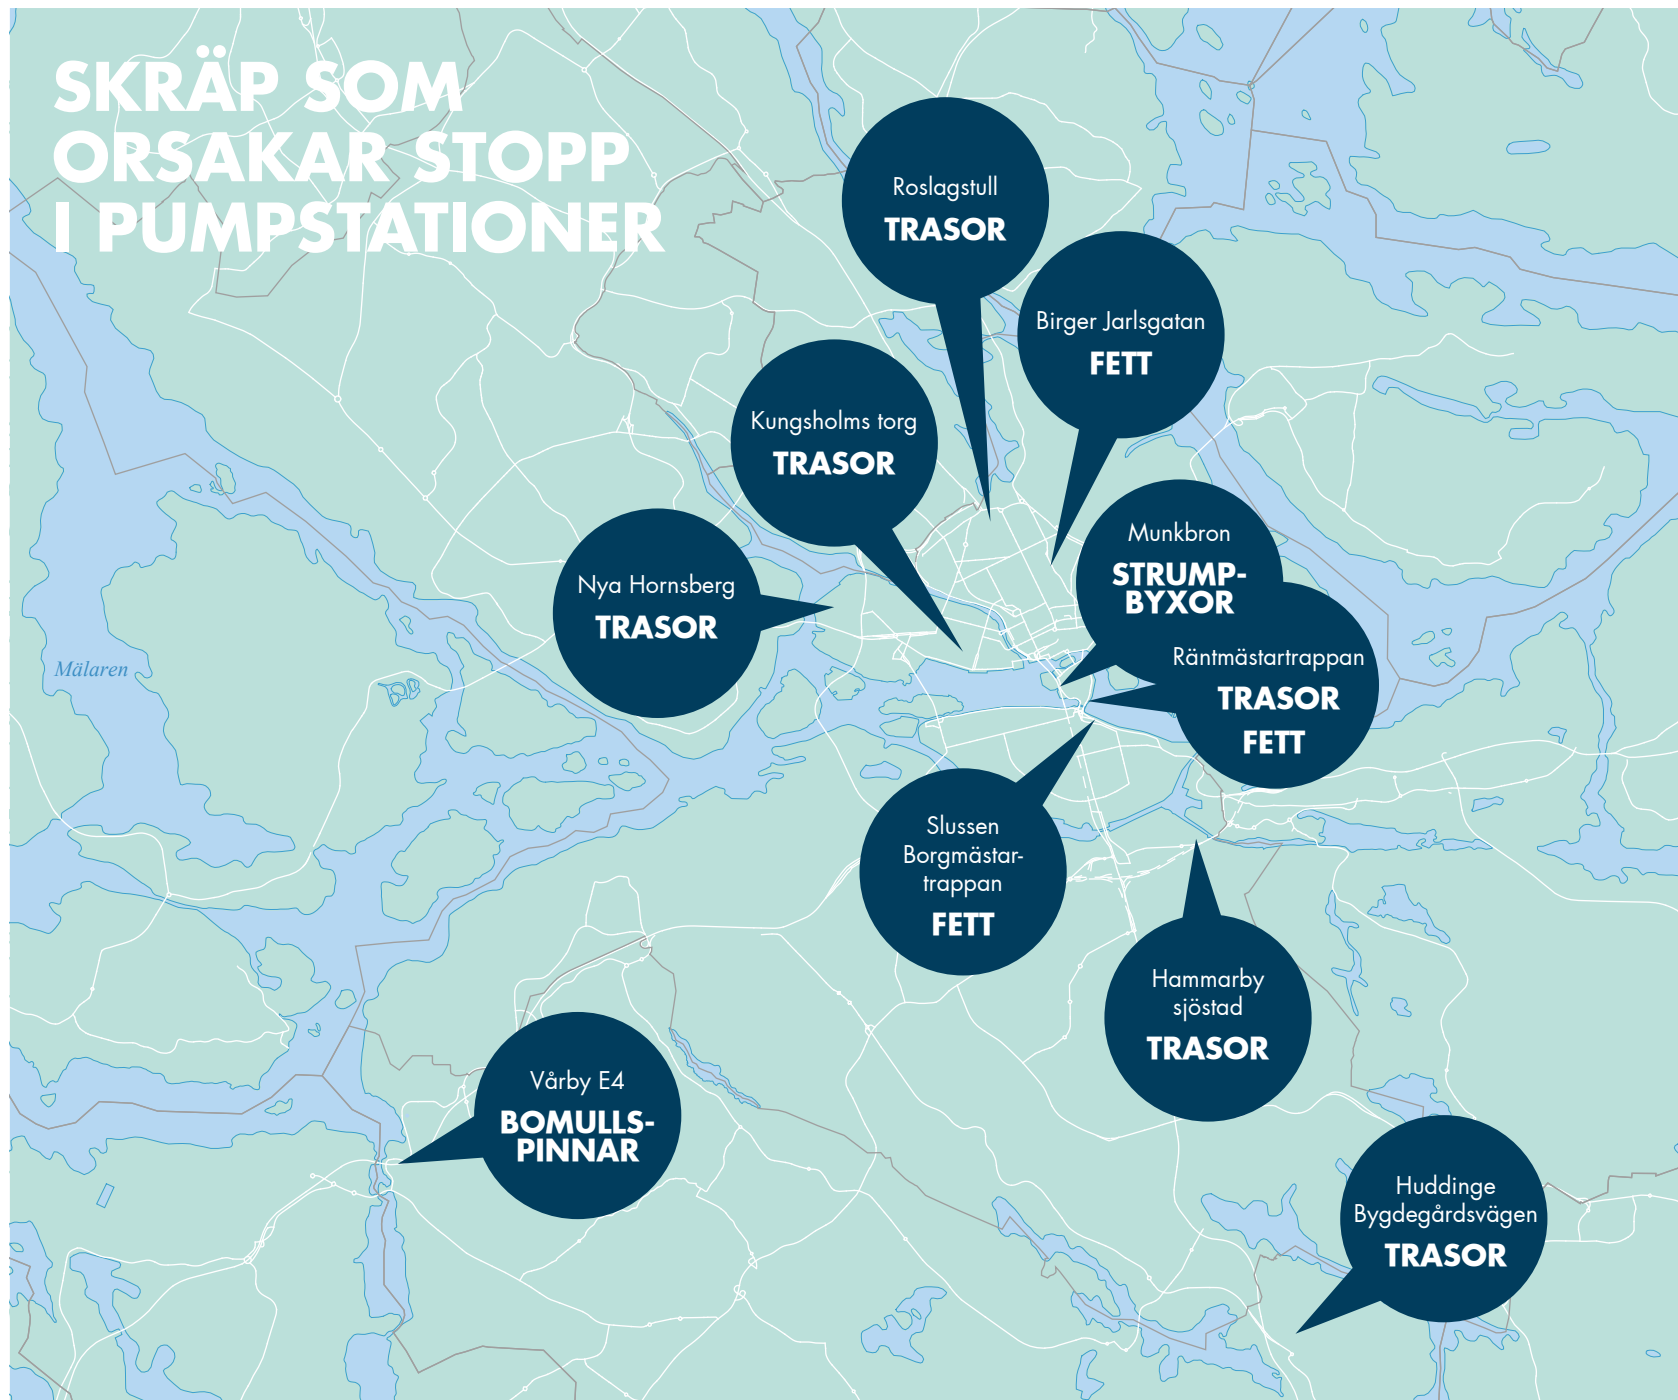 SKRÄP SOM
ORSAKAR STOPP
I PUMPSTATIONER
Roslagstull
TRASOR
Birger Jarlsgatan
FETT
Kungsholms torg
TRASOR
Munkbron
STRUMP-
BYXOR
Nya Hornsberg
TRASOR
Räntmästartrappan
TRASOR
FETT
Mälaren
Slussen
Borgmästar-
trappan
FETT
Hammarby
sjöstad
TRASOR
Vårby E4
BOMULLS-
PINNAR
Huddinge
Bygdegårdsvägen
TRASOR